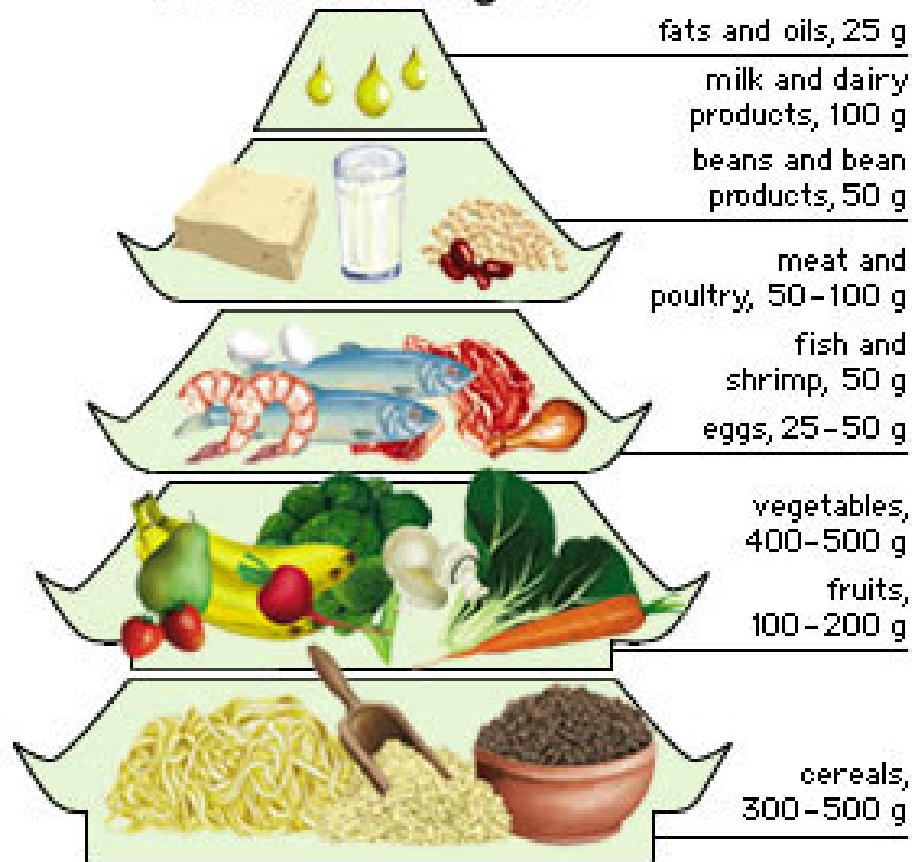 fats and oils, 25 g
milk and dairy
products, 100 g
beans and bean
products, 50 g
meat and
poultry, 50–100 g
fish and
shrimp, 50 g
eggs, 25–50 g
vegetables,
400–500 g
fruits,
100–200 g
cereals,
300–500 g